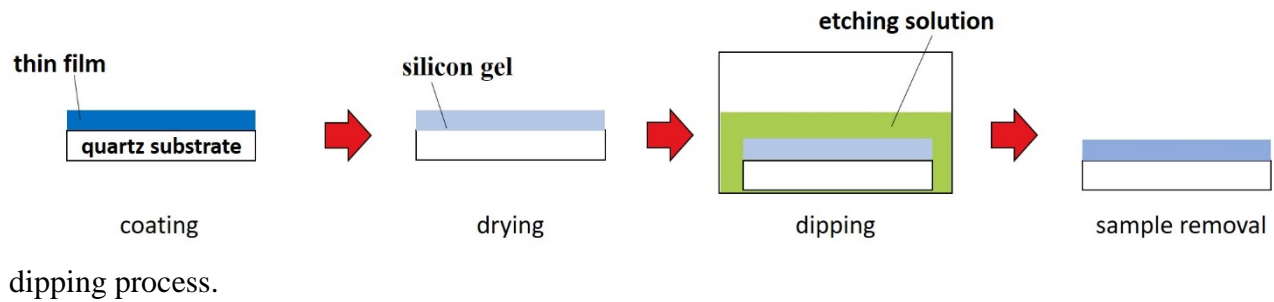 etching solution
thin film
silicon gel
quartz substrate
coating
drying
dipping
sample removal
dipping process.